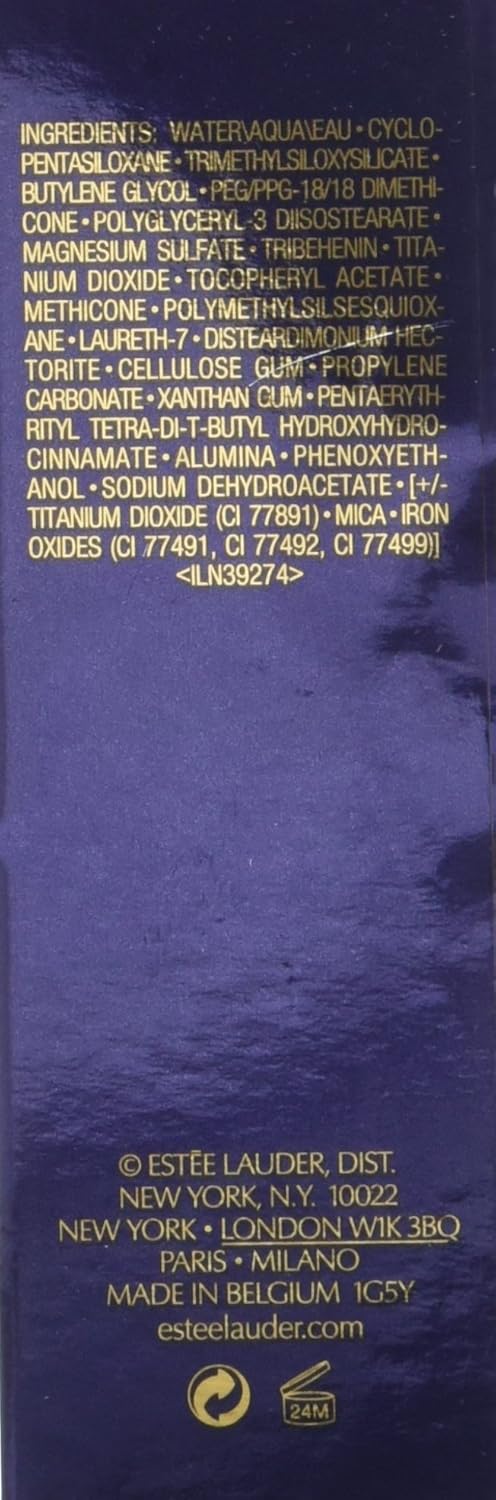 INGREDIENTS: WATER\AQUA\EAU • CYCLO-
PENTASILOXANE • TRIMETHYLSILOXYSILICATE •
BUTYLENE GLYCOL • PEG/PPG-18/18 DIMETHI-
CONE • POLYGLYCERYL-3 DIISOSTEARATE •
MAGNESIUM SULFATE • TRIBEHENIN • TITA-
NIUM DIOXIDE • TOCOPHERYL ACETATE •
METHICONE • POLYMETHYLSILSESQUIOX-
ANE • LAURETH-7 • DISTEARDIMONIUM HEC-
TORITE • CELLULOSE GUM • PROPYLENE
CARBONATE • XANTHAN GUM • PENTAERYTH-
RITYL TETRA-DI-T-BUTYL HYDROXYHYDRO-
CINNAMATE • ALUMINA • PHENOXYETH-
ANOL • SODIUM DEHYDROACETATE • [+/-
TITANIUM DIOXIDE (CI 77891) • MICA • IRON
OXIDES (CI 77491, CI 77492, CI 77499)]
<ILN39274>
© ESTĒE LAUDER, DIST.
NEW YORK, N.Y. 10022
NEW YORK • LONDON W1K 3BQ
PARIS • MILANO
MADE IN BELGIUM 1G5Y
esteelauder.com
24M